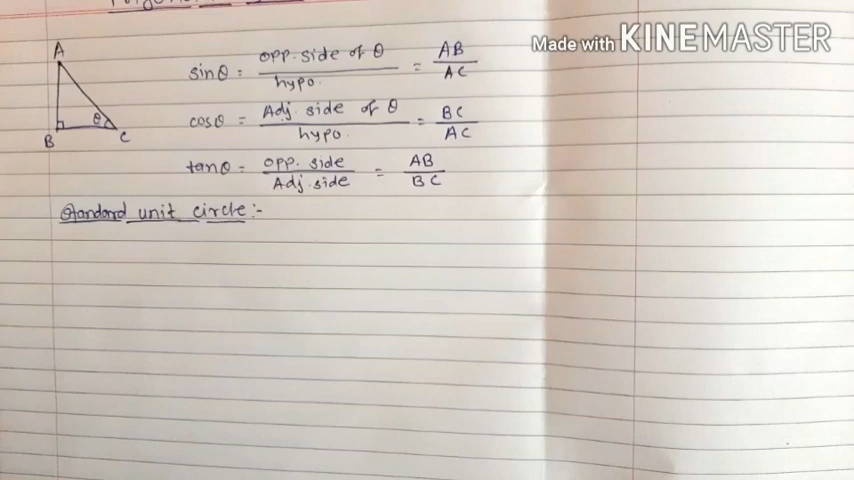 Made with KINEMASTER
A
B
θ
C
sinθ = opp. side of θ / hypo. = AB / AC
cosθ = Adj. side of θ / hypo. = BC / AC
tanθ = opp. side / Adj. side = AB / BC
Standard unit circle :-